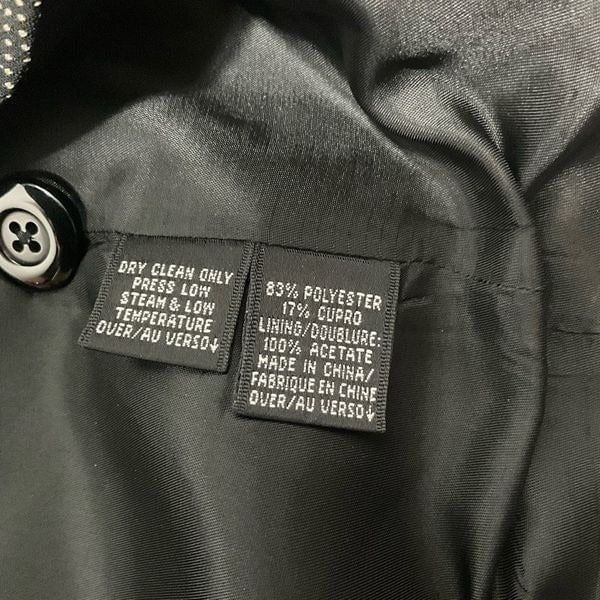 DRY CLEAN ONLY
PRESS LOW
STEAM & LOW
TEMPERATURE
OVER/AU VERSO↓
83% POLYESTER
17% CUPRO
LINING/DOUBLURE:
100% ACETATE
MADE IN CHINA/
FABRIQUE EN CHINE
OVER/AU VERSO↓